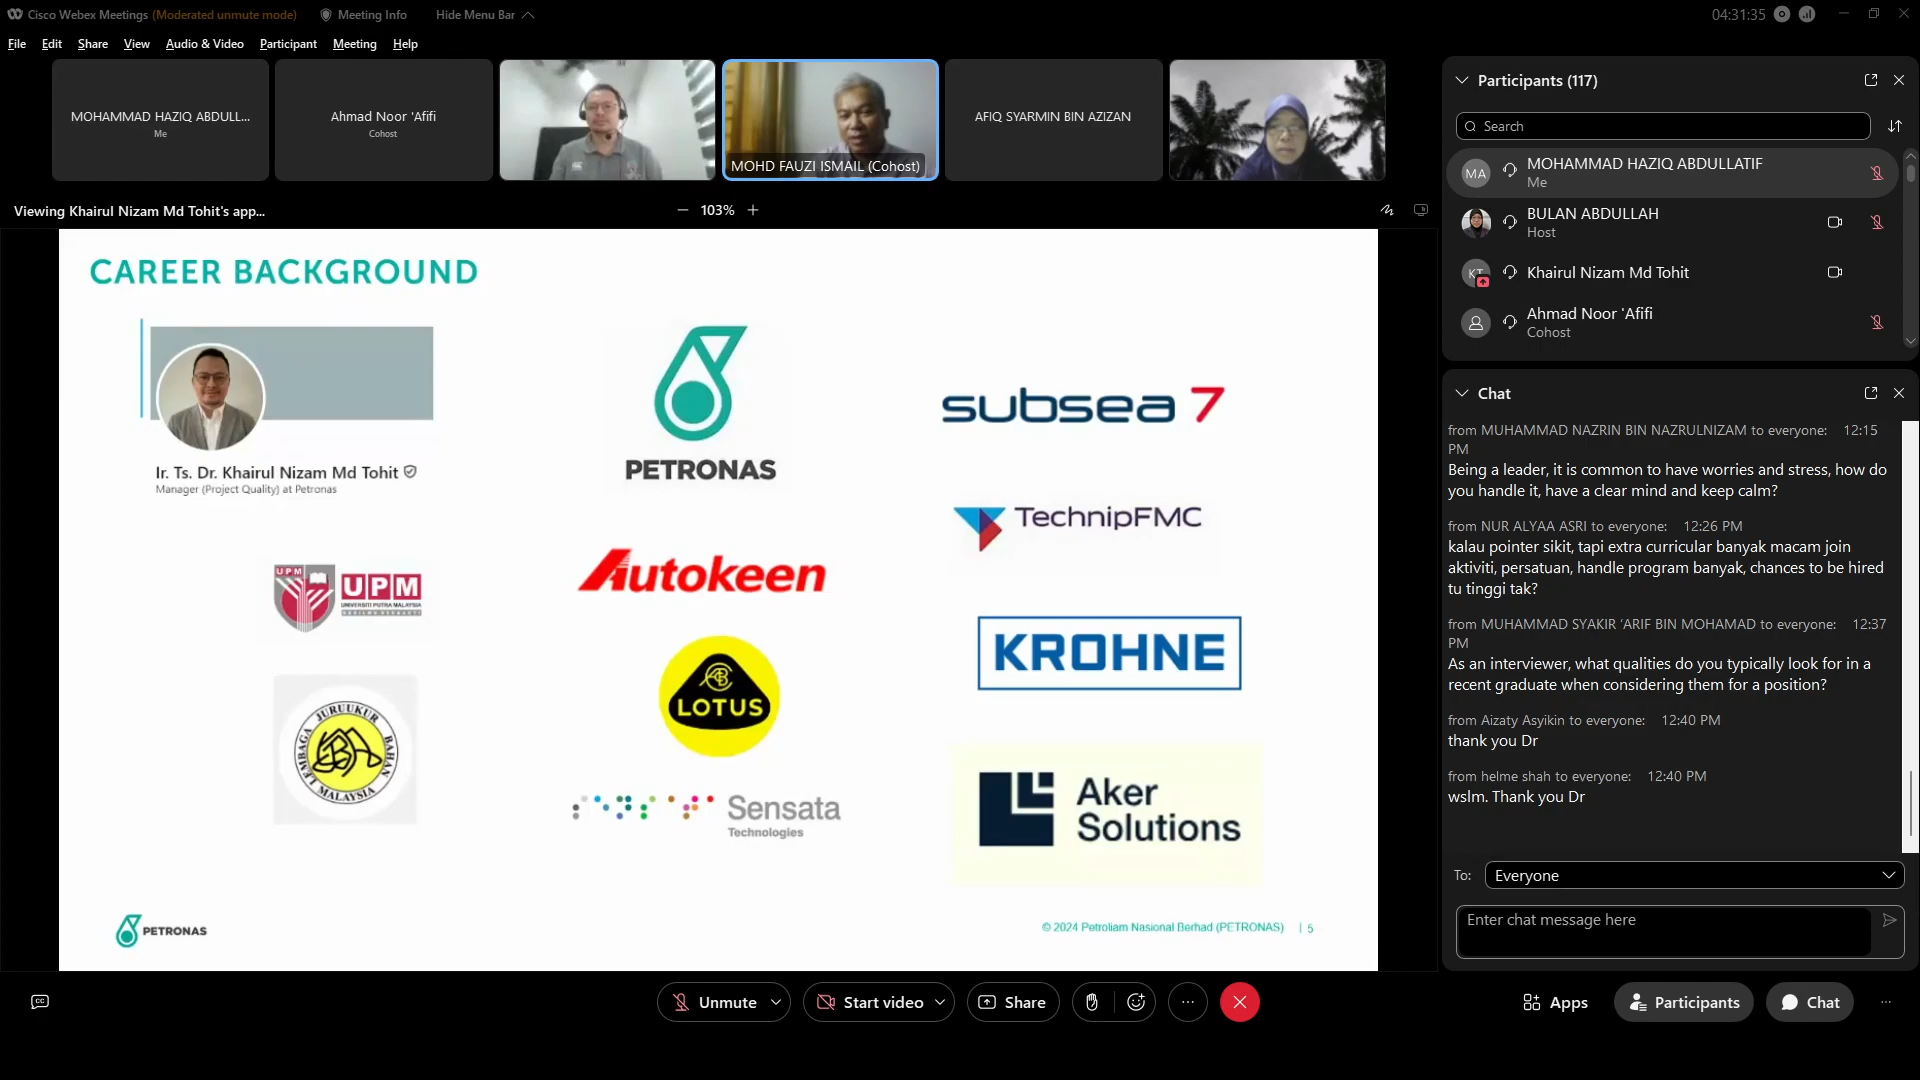 Cisco Webex Meetings (Moderated unmute mode) Meeting Info Hide Menu Bar 04:31:35
File Edit Share View Audio & Video Participant Meeting Help
MOHAMMAD HAZIQ ABDULL...
Me
Ahmad Noor 'Afifi
Cohost
MOHD FAUZI ISMAIL (Cohost)
AFIQ SYARMIN BIN AZIZAN
Viewing Khairul Nizam Md Tohit's app...
103%
CAREER BACKGROUND
Ir. Ts. Dr. Khairul Nizam Md Tohit
Manager (Project Quality) at Petronas
UPM
UPM
UNIVERSITI PUTRA MALAYSIA
LEMBAGA JURUUKUR BAHAN
MALAYSIA
PETRONAS
Autokeen
LOTUS
Sensata
Technologies
subsea 7
TechnipFMC
KROHNE
Aker
Solutions
PETRONAS
© 2024 Petroliam Nasional Berhad (PETRONAS) | 5
Participants (117)
Search
MA
MOHAMMAD HAZIQ ABDULLATIF
Me
BULAN ABDULLAH
Host
KT
Khairul Nizam Md Tohit
Ahmad Noor 'Afifi
Cohost
Chat
from MUHAMMAD NAZRIN BIN NAZRULNIZAM to everyone: 12:15
PM
Being a leader, it is common to have worries and stress, how do
you handle it, have a clear mind and keep calm?
from NUR ALYAA ASRI to everyone: 12:26 PM
kalau pointer sikit, tapi extra curricular banyak macam join
aktiviti, persatuan, handle program banyak, chances to be hired
tu tinggi tak?
from MUHAMMAD SYAKIR 'ARIF BIN MOHAMAD to everyone: 12:37
PM
As an interviewer, what qualities do you typically look for in a
recent graduate when considering them for a position?
from Aizaty Asyikin to everyone: 12:40 PM
thank you Dr
from helme shah to everyone: 12:40 PM
wslm. Thank you Dr
To: Everyone
Enter chat message here
Unmute Start video Share
Apps Participants Chat